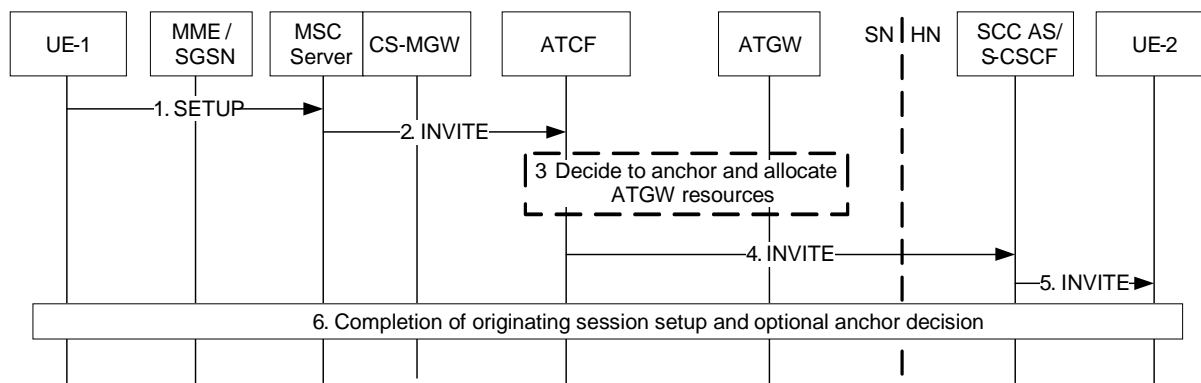 UE-1
MME /
SGSN
MSC
Server
CS-MGW
ATCF
ATGW
SN
HN
SCC AS/
S-CSCF
UE-2
1. SETUP
2. INVITE
3 Decide to anchor and allocate
ATGW resources
4. INVITE
5. INVITE
6. Completion of originating session setup and optional anchor decision